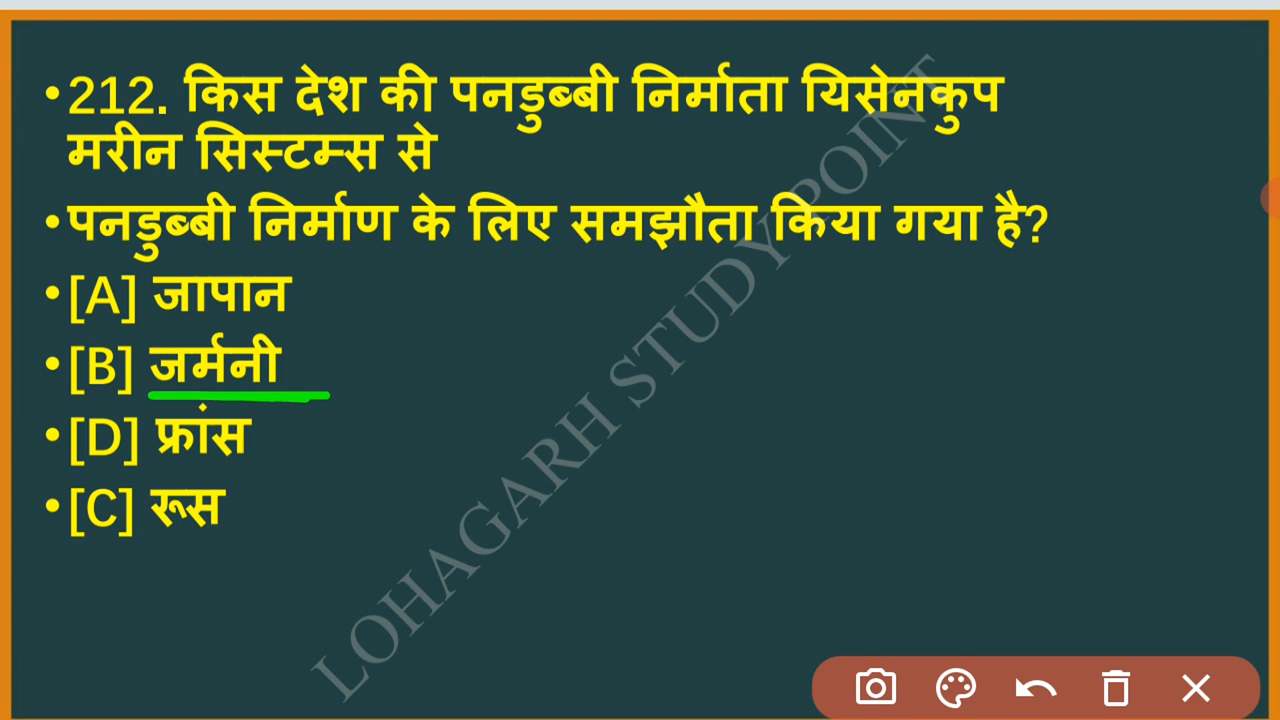 •212. किस देश की पनडुब्बी निर्माता यिसेनकुप
मरीन सिस्टम्स से
•पनडुब्बी निर्माण के लिए समझौता किया गया है?
•[A] जापान
•[B] जर्मनी
•[D] फ्रांस
•[C] रूस
LOHAGARH STUDY POINT